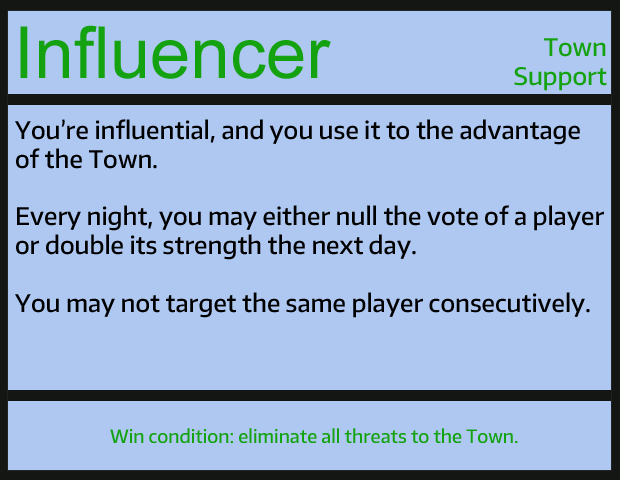 Influencer
Town
Support
You’re influential, and you use it to the advantage
of the Town.
Every night, you may either null the vote of a player
or double its strength the next day.
You may not target the same player consecutively.
Win condition: eliminate all threats to the Town.